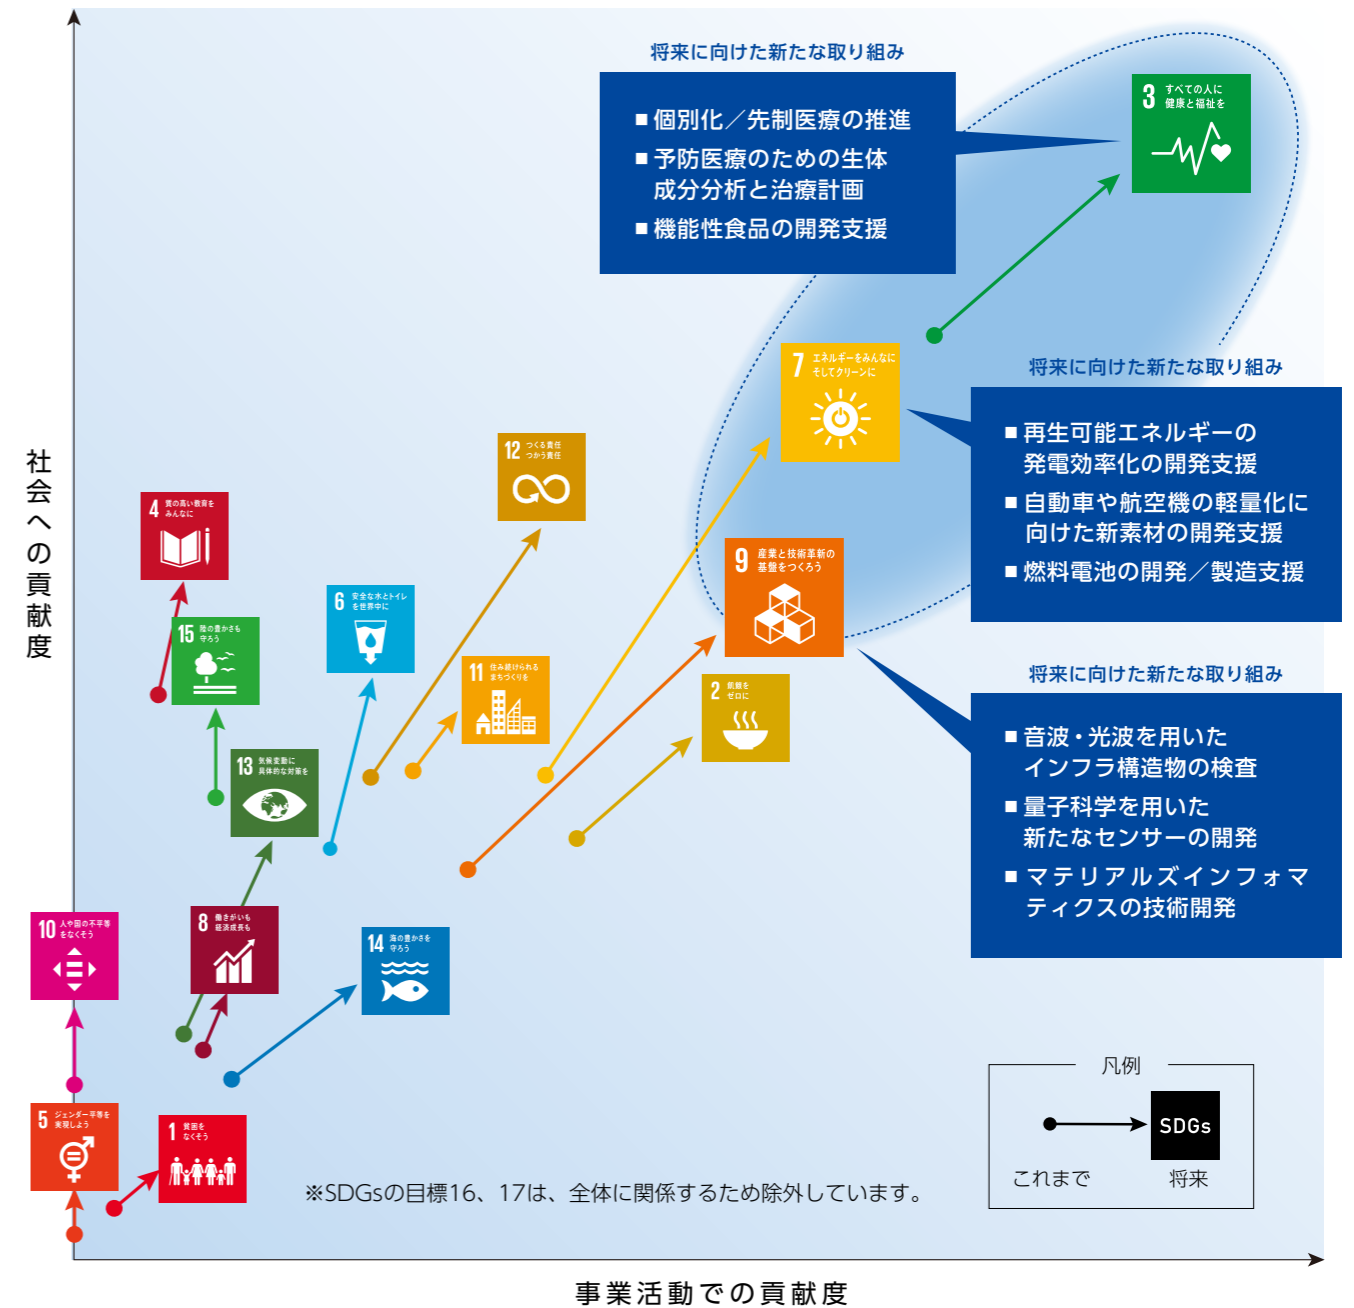 将来に向けた新たな取り組み
■ 個別化／先制医療の推進
■ 予防医療のための生体
成分分析と治療計画
■ 機能性食品の開発支援
3 すべての人に
健康と福祉を
7 エネルギーをみんなに
そしてクリーンに
将来に向けた新たな取り組み
■ 再生可能エネルギーの
発電効率化の開発支援
■ 自動車や航空機の軽量化に
向けた新素材の開発支援
■ 燃料電池の開発／製造支援
12 つくる責任
つかう責任
4 質の高い教育を
みんなに
9 産業と技術革新の
基盤をつくろう
6 安全な水とトイレ
を世界中に
15 陸の豊かさも
守ろう
11 住み続けられる
まちづくりを
2 飢餓を
ゼロに
将来に向けた新たな取り組み
■ 音波・光波を用いた
インフラ構造物の検査
■ 量子科学を用いた
新たなセンサーの開発
■ マテリアルズインフォマ
ティクスの技術開発
13 気候変動に
具体的な対策を
10 人や国の不平等
をなくそう
8 働きがいも
経済成長も
14 海の豊かさを
守ろう
5 ジェンダー平等を
実現しよう
1 貧困を
なくそう
凡例
SDGs
これまで
将来
※SDGsの目標16、17は、全体に関係するため除外しています。
社会への貢献度
事業活動での貢献度